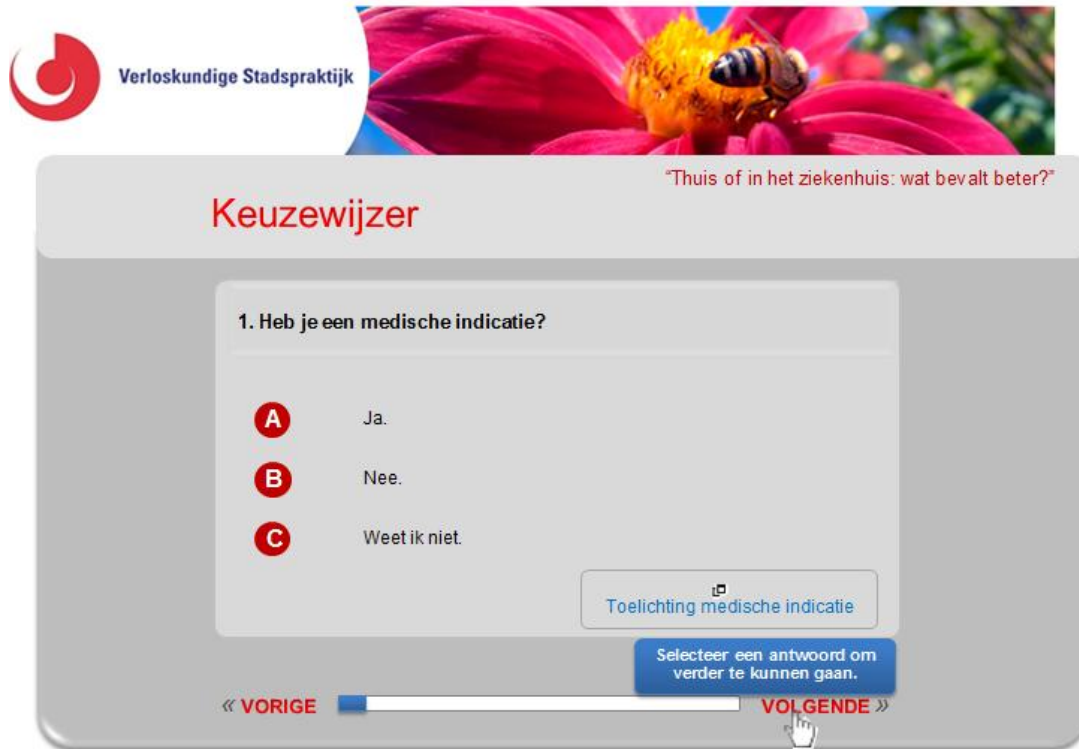 Verloskundige Stadspraktijk
“Thuis of in het ziekenhuis: wat bevalt beter?”
Keuzewijzer
1. Heb je een medische indicatie?
A Ja.
B Nee.
C Weet ik niet.
Toelichting medische indicatie
Selecteer een antwoord om
verder te kunnen gaan.
« VORIGE VOLGENDE »